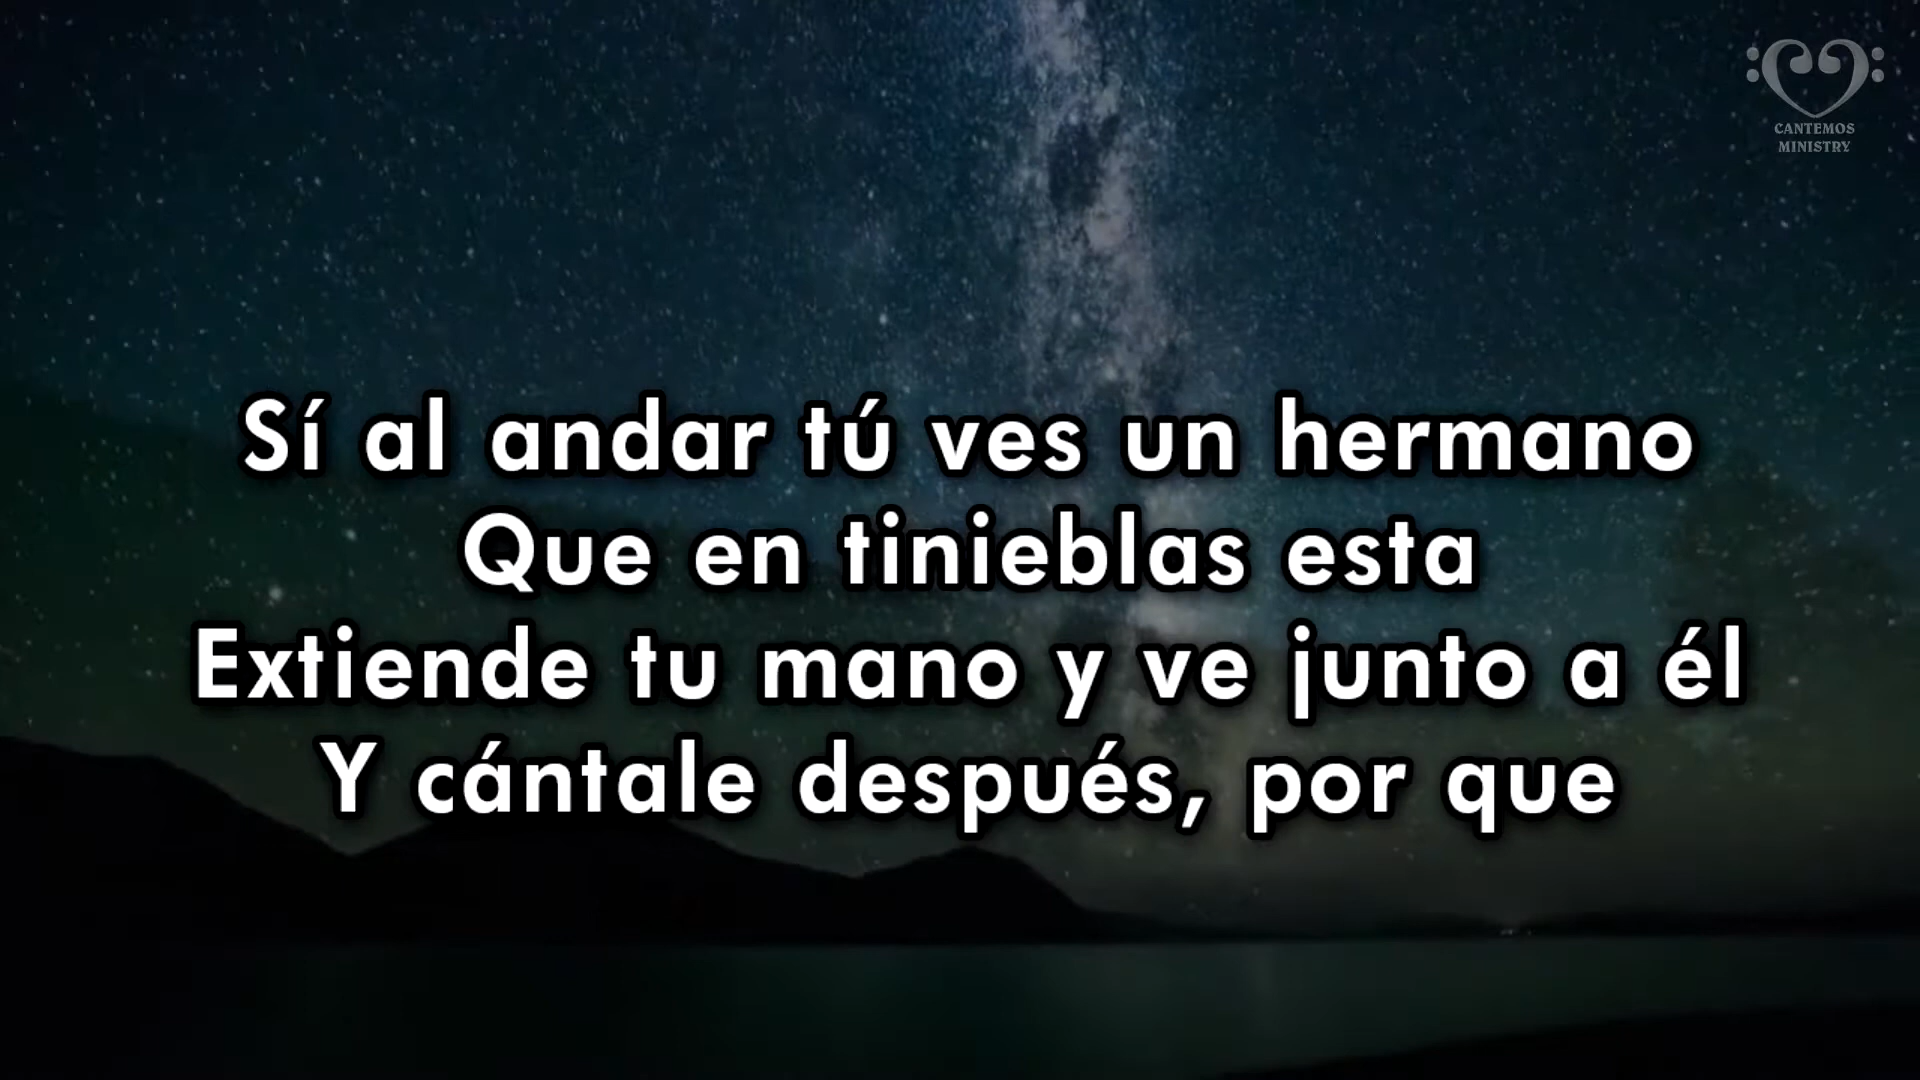 CANTEMOS
MINISTRY
Sí al andar tú ves un hermano
Que en tinieblas esta
Extiende tu mano y ve junto a él
Y cántale después, por que